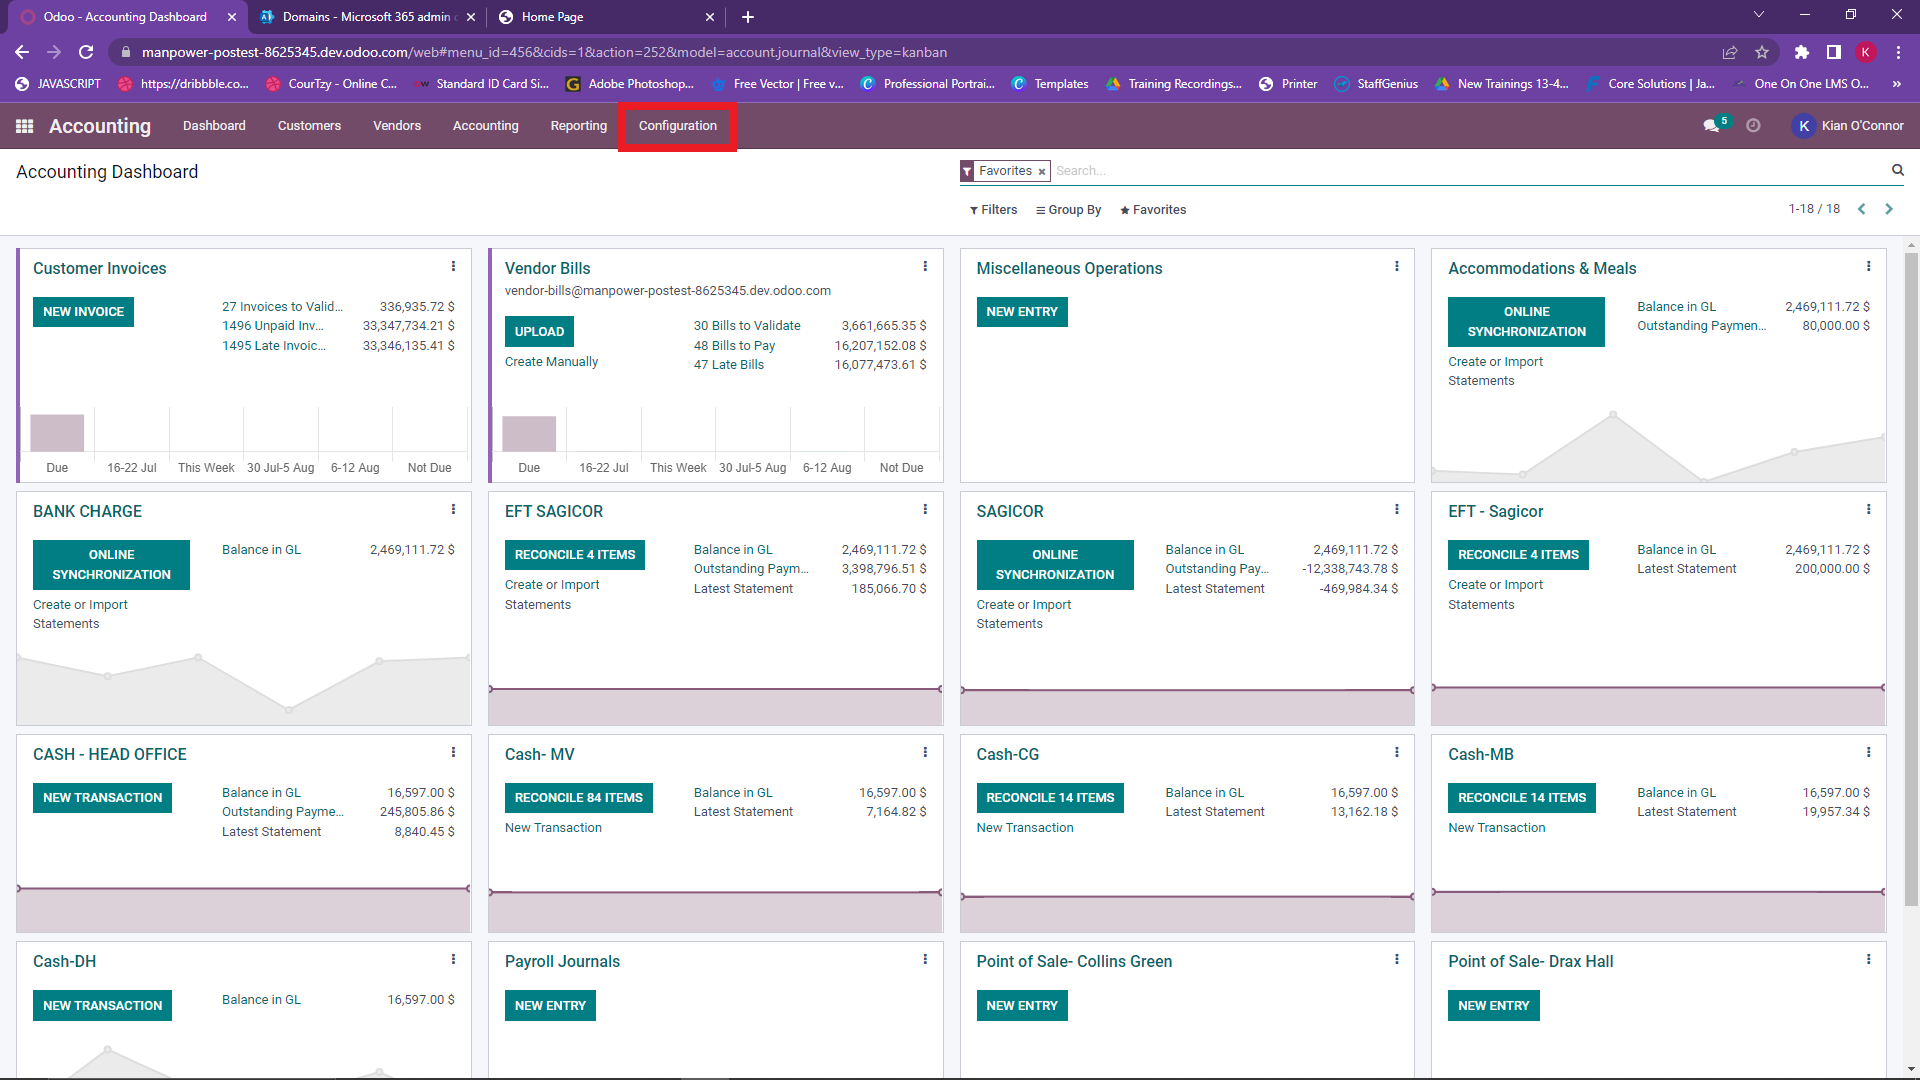 Odoo - Accounting Dashboard
Domains - Microsoft 365 admin c
Home Page
manpower-postest-8625345.dev.odoo.com/web#menu_id=456&cids=1&action=252&model=account.journal&view_type=kanban
K
JAVASCRIPT
https://dribbble.co...
CourTzy - Online C...
Standard ID Card Si...
Adobe Photoshop...
Free Vector | Free v...
Professional Portrai...
Templates
Training Recordings...
Printer
StaffGenius
New Trainings 13-4...
Core Solutions | Ja...
One On One LMS O...
»
Accounting
Dashboard
Customers
Vendors
Accounting
Reporting
Configuration
5
K
Kian O'Connor
Accounting Dashboard
Favorites ×
Search...
Filters
Group By
Favorites
1-18 / 18
Customer Invoices
NEW INVOICE
27 Invoices to Valid... 336,935.72 $
1496 Unpaid Inv... 33,347,734.21 $
1495 Late Invoic... 33,346,135.41 $
Due 16-22 Jul This Week 30 Jul-5 Aug 6-12 Aug Not Due
Vendor Bills
vendor-bills@manpower-postest-8625345.dev.odoo.com
UPLOAD
Create Manually
30 Bills to Validate 3,661,665.35 $
48 Bills to Pay 16,207,152.08 $
47 Late Bills 16,077,473.61 $
Due 16-22 Jul This Week 30 Jul-5 Aug 6-12 Aug Not Due
Miscellaneous Operations
NEW ENTRY
Accommodations & Meals
ONLINE
SYNCHRONIZATION
Create or Import
Statements
Balance in GL 2,469,111.72 $
Outstanding Paymen... 80,000.00 $
BANK CHARGE
ONLINE
SYNCHRONIZATION
Create or Import
Statements
Balance in GL 2,469,111.72 $
EFT SAGICOR
RECONCILE 4 ITEMS
Create or Import
Statements
Balance in GL 2,469,111.72 $
Outstanding Paym... 3,398,796.51 $
Latest Statement 185,066.70 $
SAGICOR
ONLINE
SYNCHRONIZATION
Create or Import
Statements
Balance in GL 2,469,111.72 $
Outstanding Pay... -12,338,743.78 $
Latest Statement -469,984.34 $
EFT - Sagicor
RECONCILE 4 ITEMS
Create or Import
Statements
Balance in GL 2,469,111.72 $
Latest Statement 200,000.00 $
CASH - HEAD OFFICE
NEW TRANSACTION
Balance in GL 16,597.00 $
Outstanding Payme... 245,805.86 $
Latest Statement 8,840.45 $
Cash- MV
RECONCILE 84 ITEMS
New Transaction
Balance in GL 16,597.00 $
Latest Statement 7,164.82 $
Cash-CG
RECONCILE 14 ITEMS
New Transaction
Balance in GL 16,597.00 $
Latest Statement 13,162.18 $
Cash-MB
RECONCILE 14 ITEMS
New Transaction
Balance in GL 16,597.00 $
Latest Statement 19,957.34 $
Cash-DH
NEW TRANSACTION
Balance in GL 16,597.00 $
Payroll Journals
NEW ENTRY
Point of Sale- Collins Green
NEW ENTRY
Point of Sale- Drax Hall
NEW ENTRY